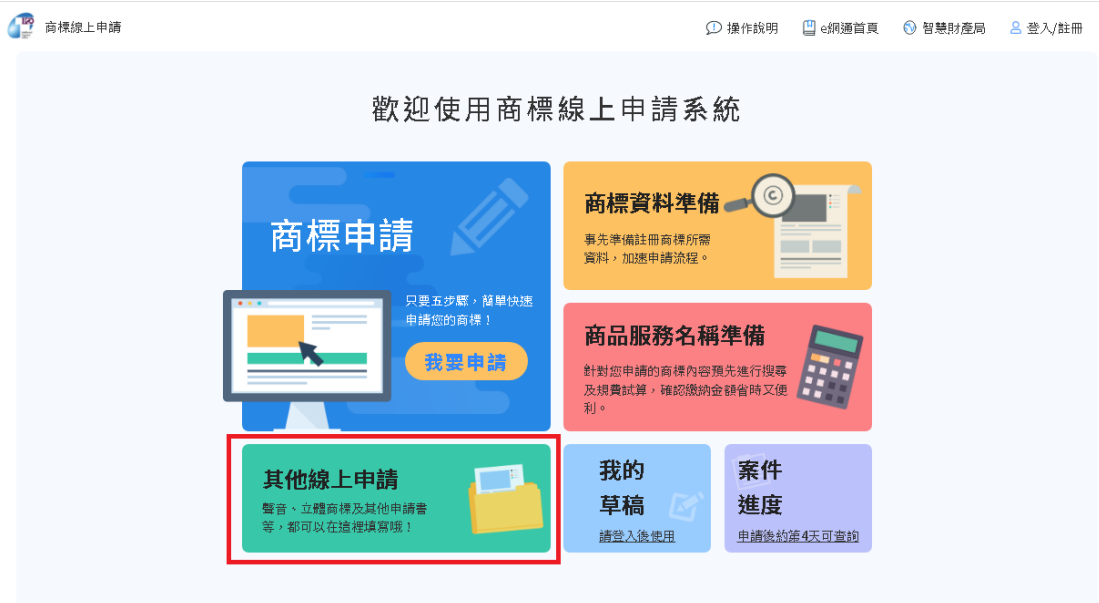 商標線上申請
操作說明
e網通首頁
智慧財產局
登入/註冊
歡迎使用商標線上申請系統
商標申請
只要五步驟，簡單快速
申請您的商標！
我要申請
商標資料準備
事先準備註冊商標所需
資料，加速申請流程。
商品服務名稱準備
針對您申請的商標內容預先進行搜尋
及規費試算，確認繳納金額省時又便
利。
其他線上申請
聲音、立體商標及其他申請書
等，都可以在這裡填寫哦！
我的
草稿
請登入後使用
案件
進度
申請後約第4天可查詢